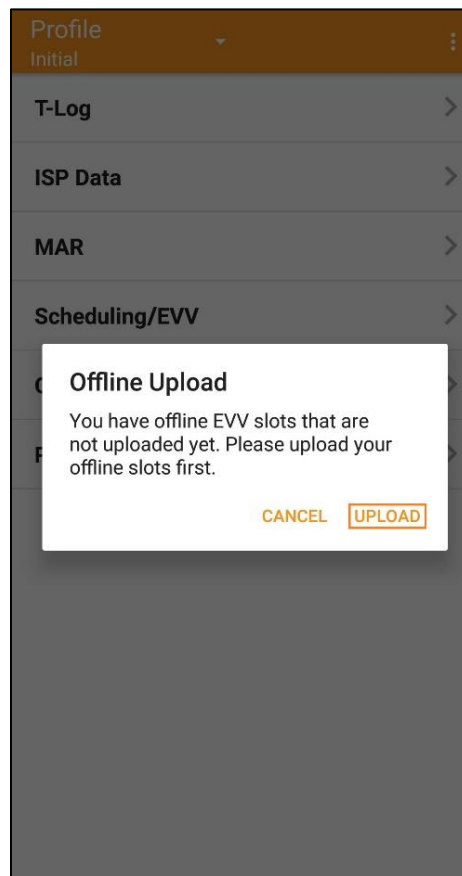 Profile
Initial
T-Log
ISP Data
MAR
Scheduling/EVV
Offline Upload
You have offline EVV slots that are
not uploaded yet. Please upload your
offline slots first.
CANCEL UPLOAD